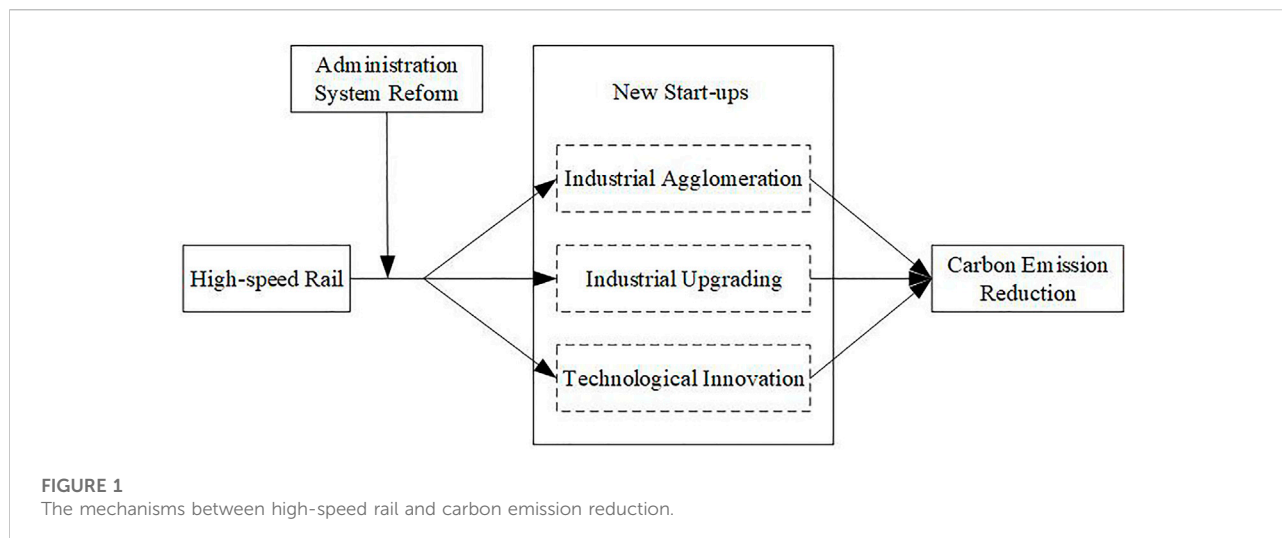 Administration
System Reform
New Start-ups
Industrial Agglomeration
High-speed Rail
Industrial Upgrading
Carbon Emission
Reduction
Technological Innovation
FIGURE 1
The mechanisms between high-speed rail and carbon emission reduction.